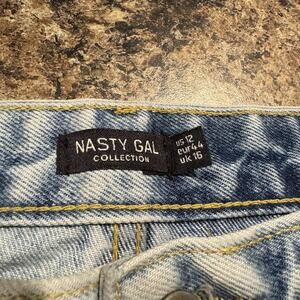 NASTY GAL
COLLECTION
US 12
eur 44
uk 16